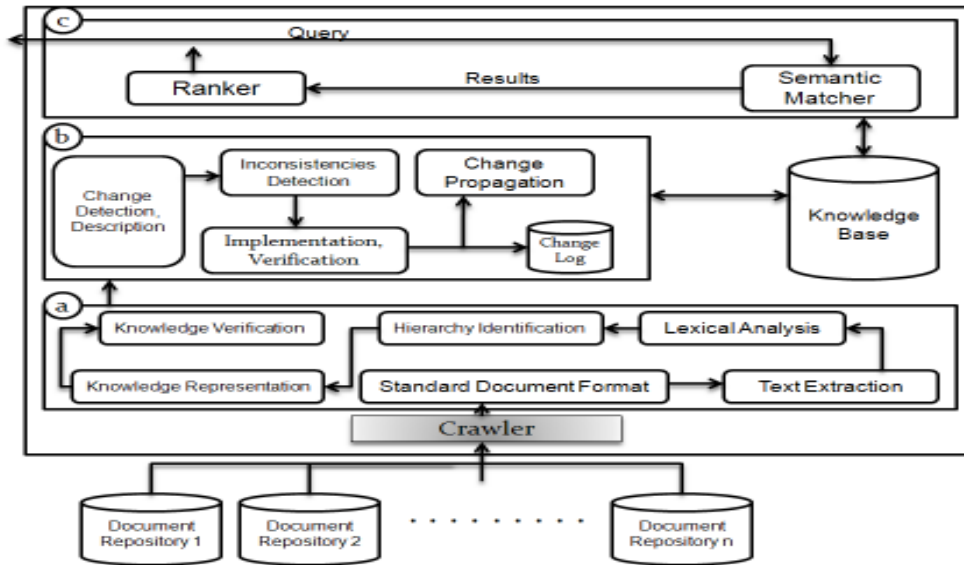 c
Query
Results
Ranker
Semantic
Matcher
b
Change
Detection,
Description
Inconsistencies
Detection
Change
Propagation
Implementation,
Verification
Change
Log
Knowledge
Base
a
Knowledge Verification
Hierarchy Identification
Lexical Analysis
Knowledge Representation
Standard Document Format
Text Extraction
Crawler
Document
Repository 1
Document
Repository 2
. . . . . . . . .
Document
Repository n